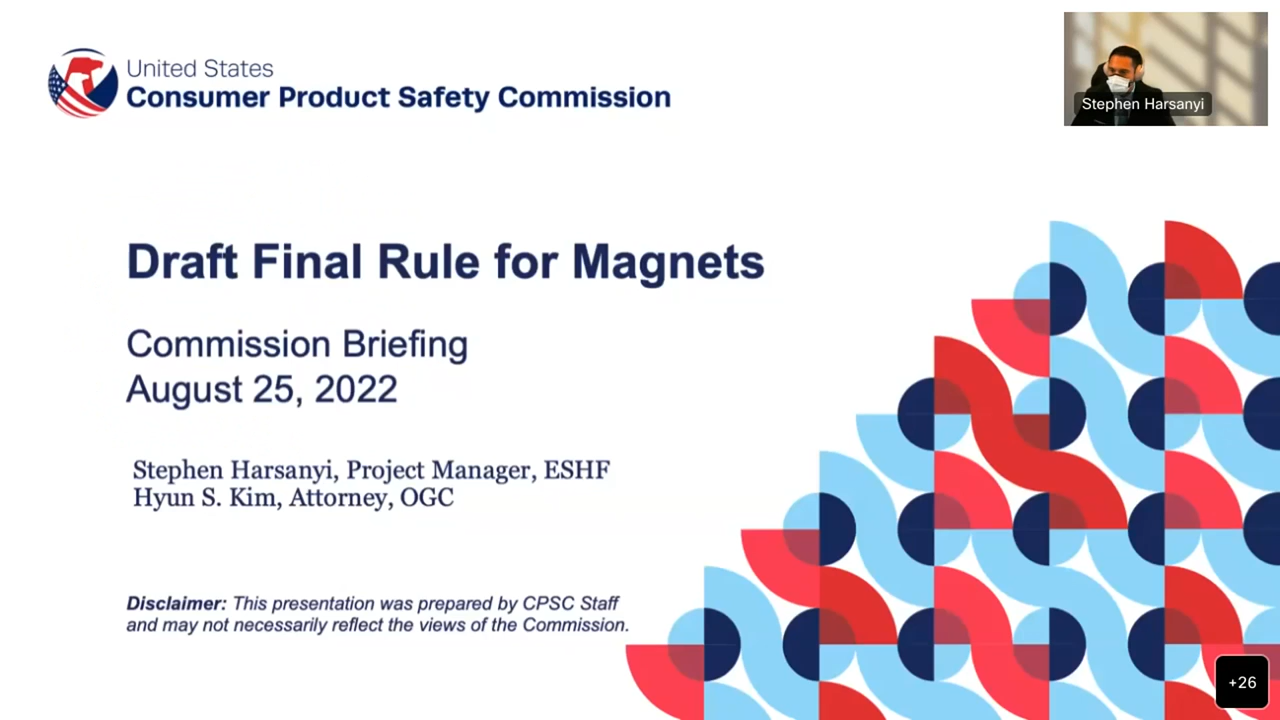 United States
Consumer Product Safety Commission
Stephen Harsanyi
Draft Final Rule for Magnets
Commission Briefing
August 25, 2022
Stephen Harsanyi, Project Manager, ESHF
Hyun S. Kim, Attorney, OGC
Disclaimer: This presentation was prepared by CPSC Staff
and may not necessarily reflect the views of the Commission.
+26